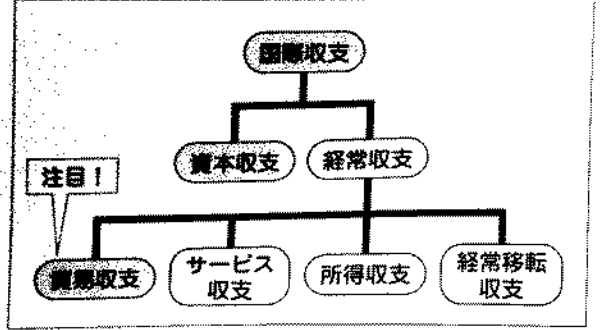 国際収支
資本収支
経常収支
注目！
貿易収支
サービス
収支
所得収支
経常移転
収支